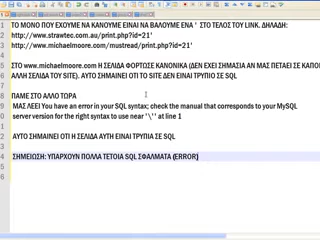 ΤΟ ΜΟΝΟ ΠΟΥ ΕΧΟΥΜΕ ΝΑ ΚΑΝΟΥΜΕ ΕΙΝΑΙ ΝΑ ΒΑΛΟΥΜΕ ΕΝΑ ' ΣΤΟ ΤΕΛΟΣ ΤΟΥ LINK. ΔΗΛΑΔΗ:
http://www.strawtec.com.au/print.php?id=21'
http://www.michaelmoore.com/mustread/print.php?id=21'
ΣΤΟ www.michaelmoore.com Η ΣΕΛΙΔΑ ΦΟΡΤΩΣΕ ΚΑΝΟΝΙΚΑ (ΔΕΝ ΕΧΕΙ ΣΗΜΑΣΙΑ ΑΝ ΜΑΣ ΠΕΤΑΕΙ ΣΕ ΚΑΠΟ
ΑΛΛΗ ΣΕΛΙΔΑ ΤΟΥ SITE). ΑΥΤΟ ΣΗΜΑΙΝΕΙ ΟΤΙ ΤΟ SITE ΔΕΝ ΕΙΝΑΙ ΤΡΥΠΙΟ ΣΕ SQL
ΠΑΜΕ ΣΤΟ ΑΛΛΟ ΤΩΡΑ
ΜΑΣ ΛΕΕΙ You have an error in your SQL syntax; check the manual that corresponds to your MySQL
server version for the right syntax to use near '\'' at line 1
ΑΥΤΟ ΣΗΜΑΙΝΕΙ ΟΤΙ Η ΣΕΛΙΔΑ ΑΥΤΗ ΕΙΝΑΙ ΤΡΥΠΙΑ ΣΕ SQL
ΣΗΜΕΙΩΣΗ: ΥΠΑΡΧΟΥΝ ΠΟΛΛΑ ΤΕΤΟΙΑ SQL ΣΦΑΛΜΑΤΑ (ERROR)